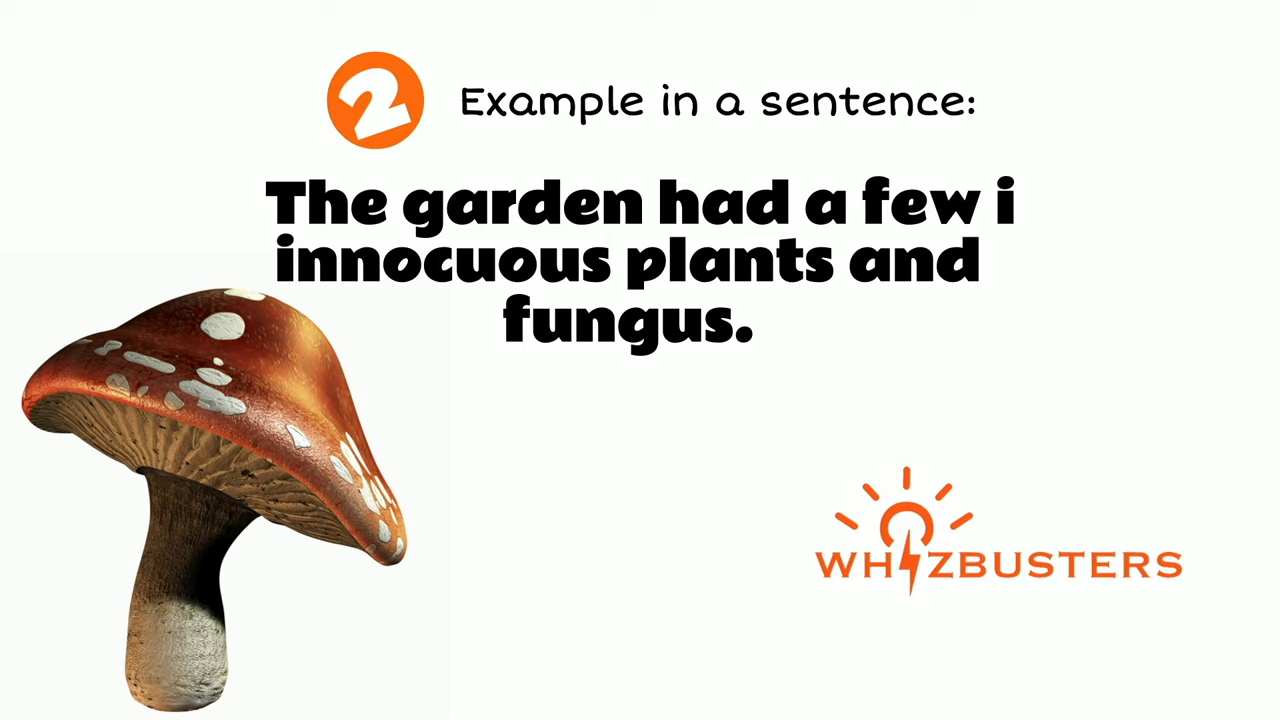 2 Example in a sentence:
The garden had a few i
innocuous plants and
fungus.
WHIZBUSTERS